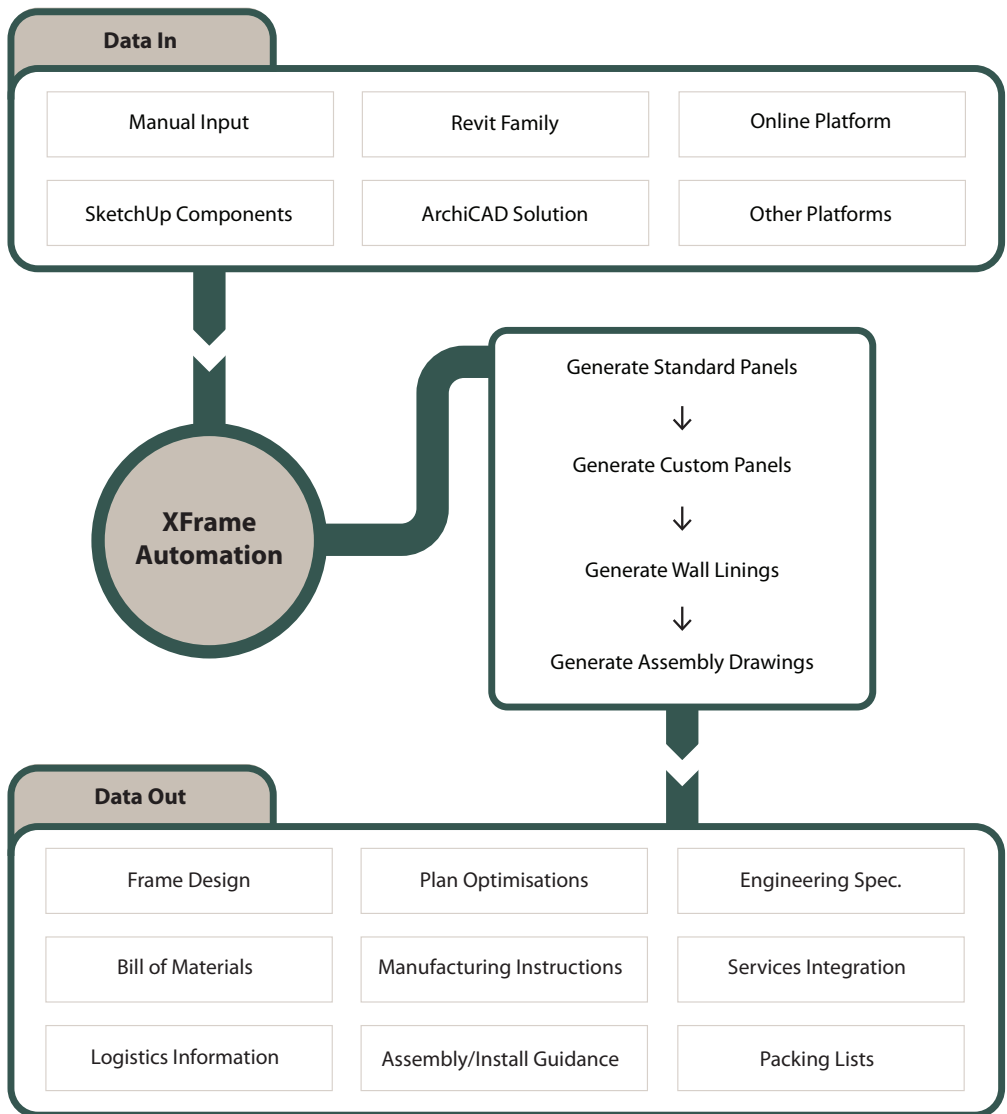 Data In
Manual Input
Revit Family
Online Platform
SketchUp Components
ArchiCAD Solution
Other Platforms
XFrame
Automation
Generate Standard Panels
Generate Custom Panels
Generate Wall Linings
Generate Assembly Drawings
Data Out
Frame Design
Plan Optimisations
Engineering Spec.
Bill of Materials
Manufacturing Instructions
Services Integration
Logistics Information
Assembly/Install Guidance
Packing Lists